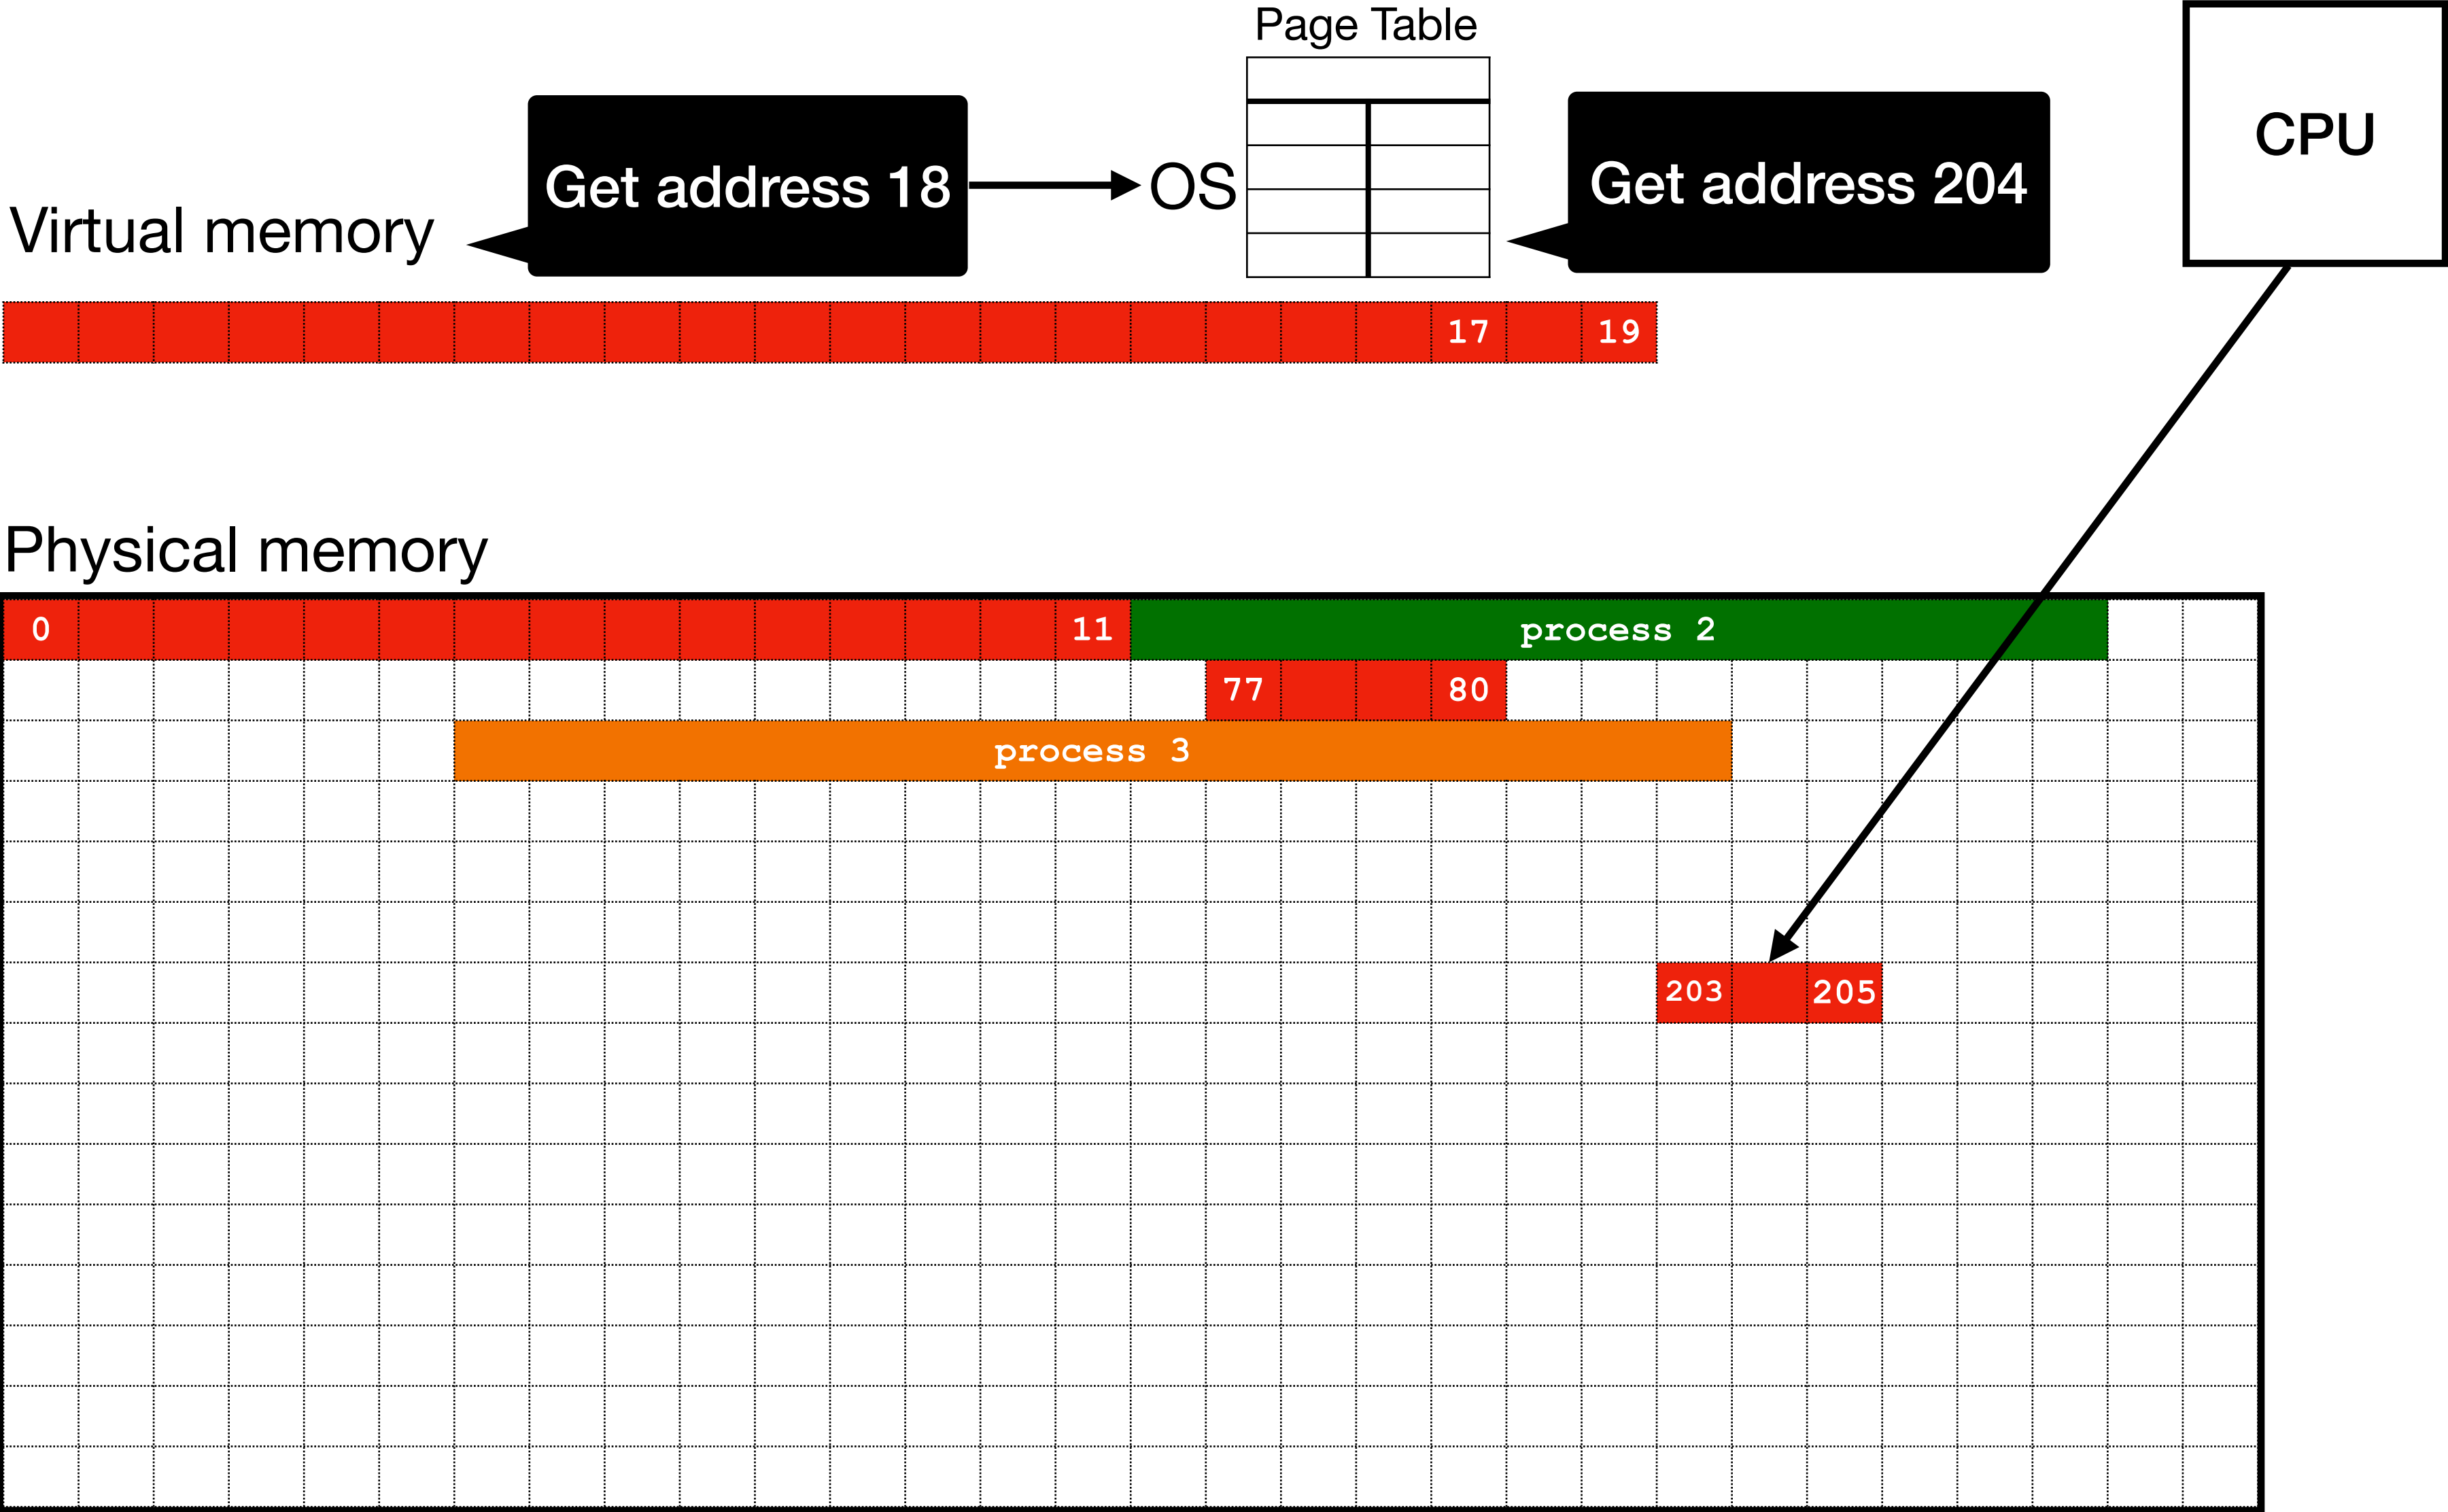 Page Table
CPU
Get address 18
OS
Get address 204
Virtual memory
17 19
Physical memory
0 11 process 2
77 80
process 3
203 205